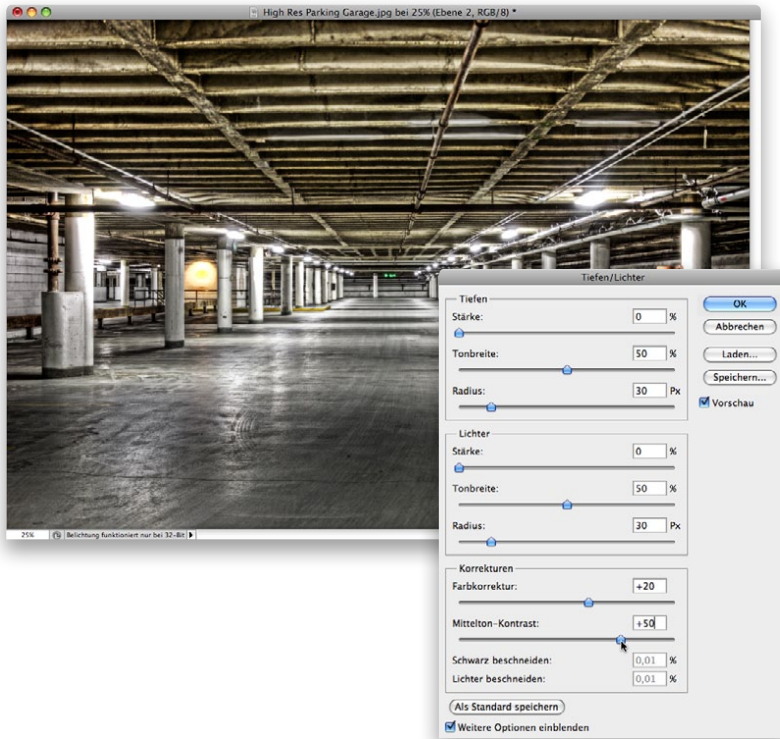 High Res Parking Garage.jpg bei 25% (Ebene 2, RGB/8) *
25%
Belichtung funktioniert nur bei 32-Bit
Tiefen/Lichter
Tiefen
Stärke: 0 %
Tonbreite: 50 %
Radius: 30 Px
Lichter
Stärke: 0 %
Tonbreite: 50 %
Radius: 30 Px
Korrekturen
Farbkorrektur: +20
Mittelton-Kontrast: +50
Schwarz beschneiden: 0,01 %
Lichter beschneiden: 0,01 %
Als Standard speichern
Weitere Optionen einblenden
OK
Abbrechen
Laden...
Speichern...
Vorschau